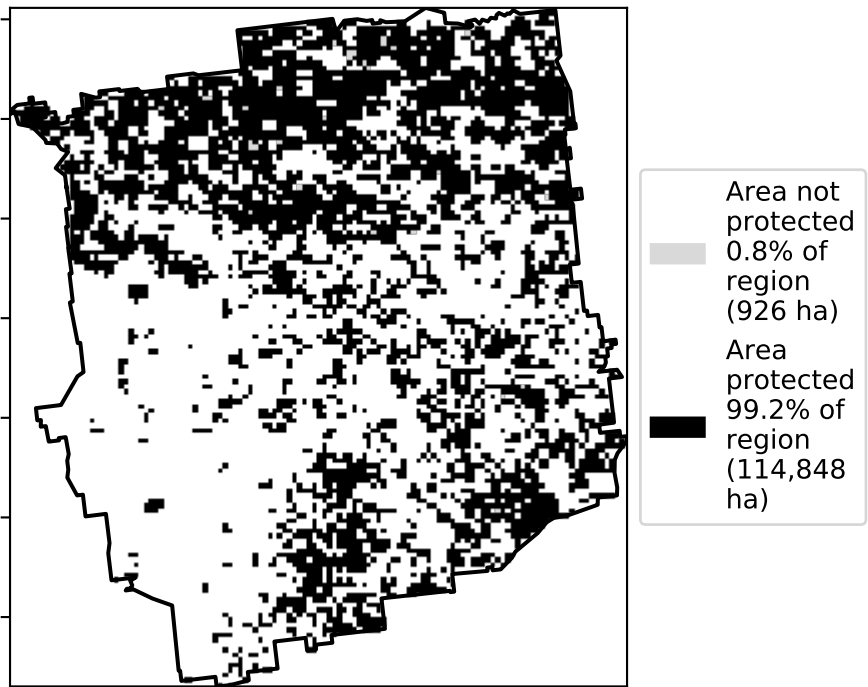 Area not
protected
0.8% of
region
(926 ha)
Area
protected
99.2% of
region
(114,848
ha)